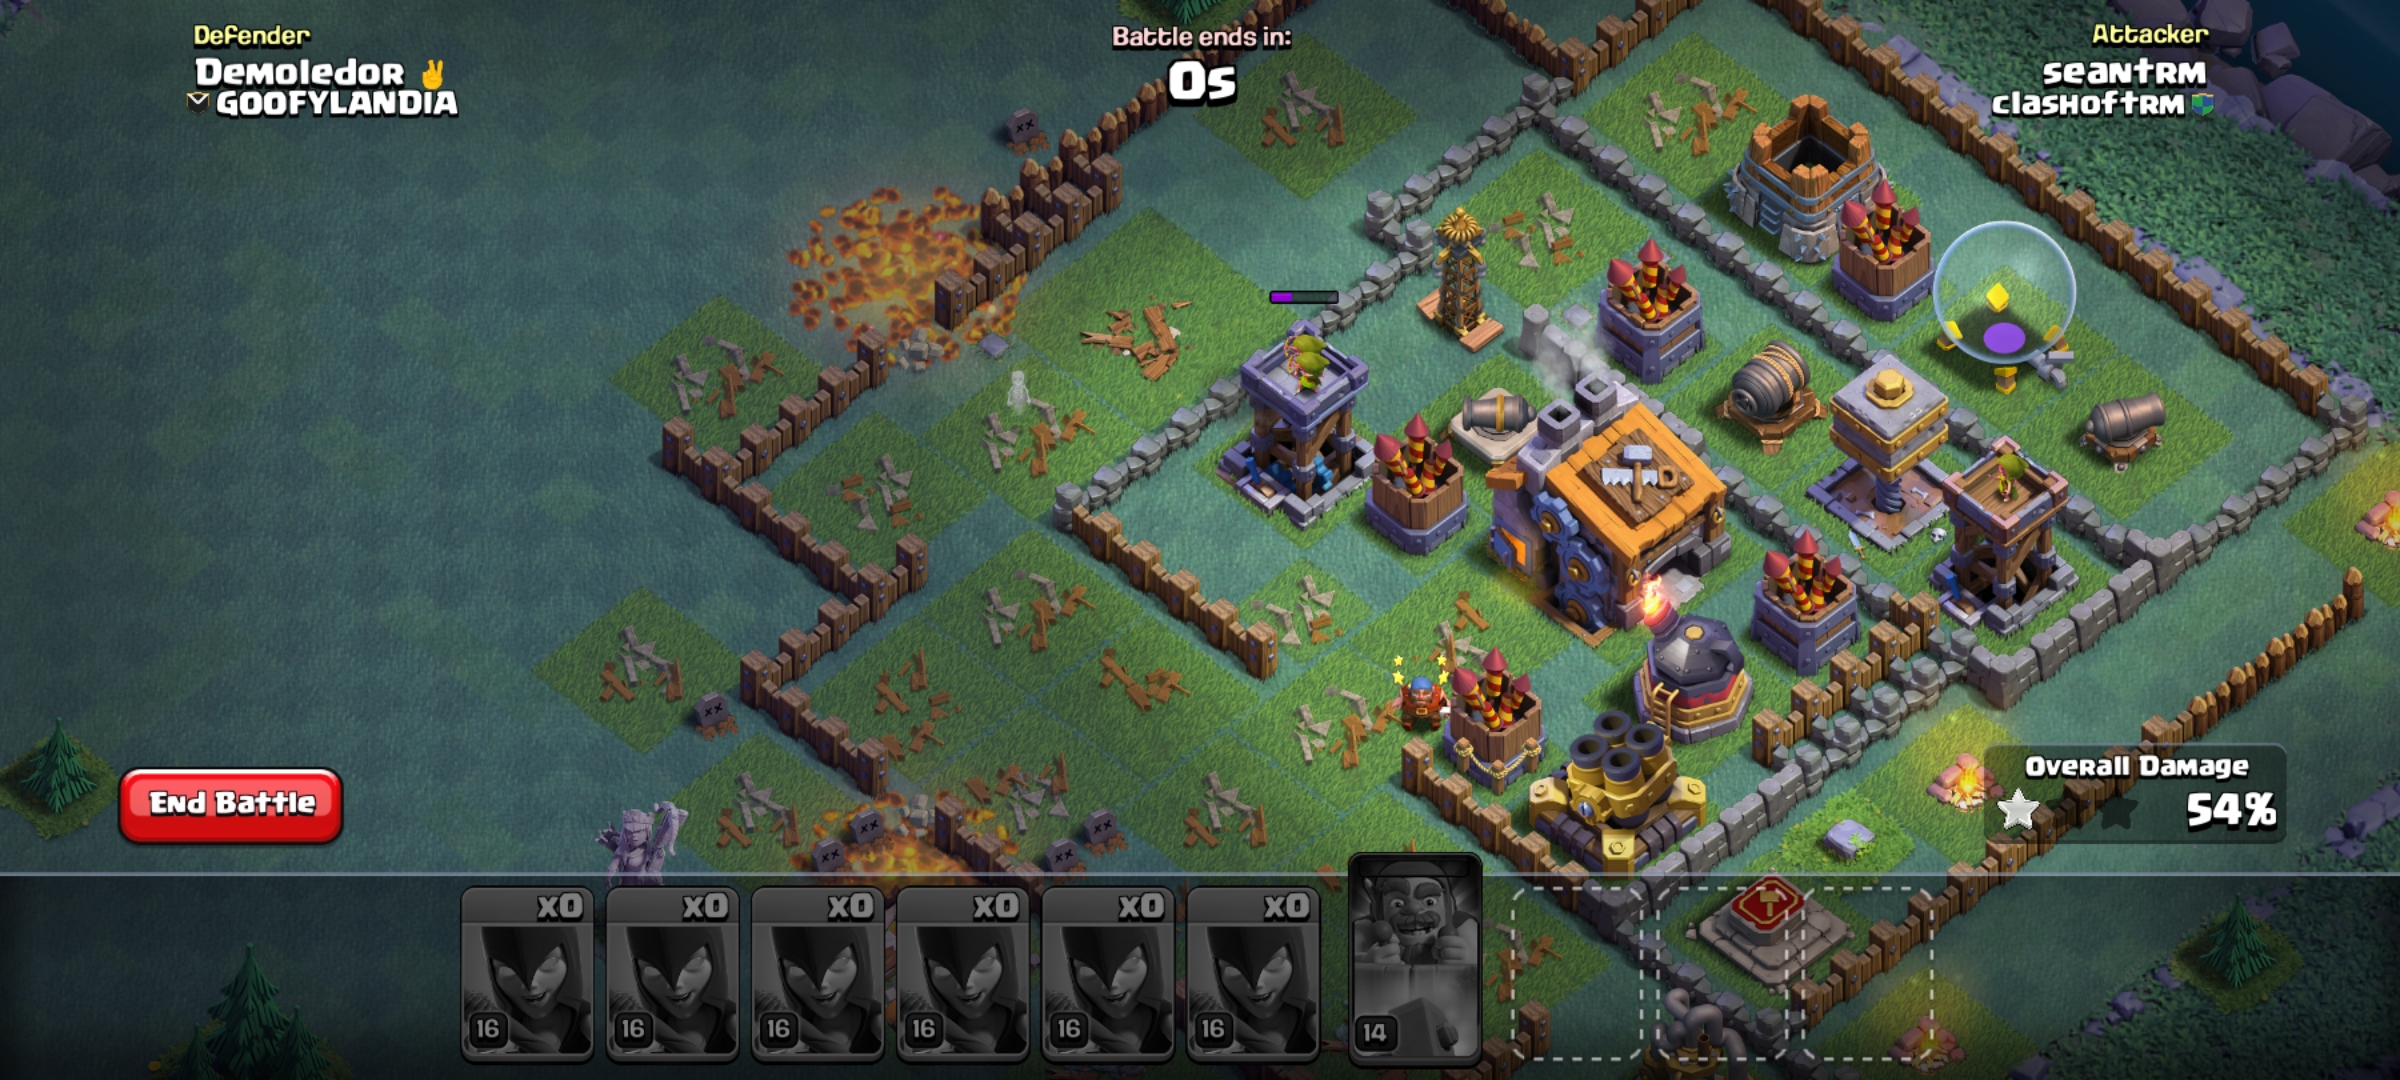 Defender
Demoledor ✌
GOOFYLANDIA
Battle ends in:
0s
Attacker
seantrm
clashoftrm
End Battle
Overall Damage
54%
x0
x0
x0
x0
x0
x0
16
16
16
16
16
16
14